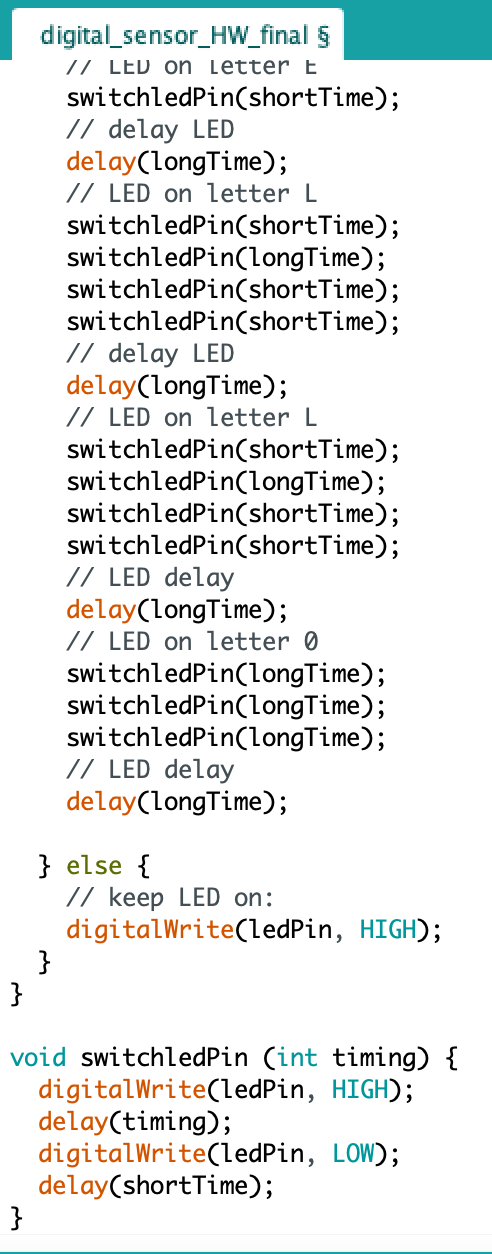 digital_sensor_HW_final §
// LED on letter E
switchledPin(shortTime);
// delay LED
delay(longTime);
// LED on letter L
switchledPin(shortTime);
switchledPin(longTime);
switchledPin(shortTime);
switchledPin(shortTime);
// delay LED
delay(longTime);
// LED on letter L
switchledPin(shortTime);
switchledPin(longTime);
switchledPin(shortTime);
switchledPin(shortTime);
// LED delay
delay(longTime);
// LED on letter 0
switchledPin(longTime);
switchledPin(longTime);
switchledPin(longTime);
// LED delay
delay(longTime);
} else {
// keep LED on:
digitalWrite(ledPin, HIGH);
}
}
void switchledPin (int timing) {
digitalWrite(ledPin, HIGH);
delay(timing);
digitalWrite(ledPin, LOW);
delay(shortTime);
}